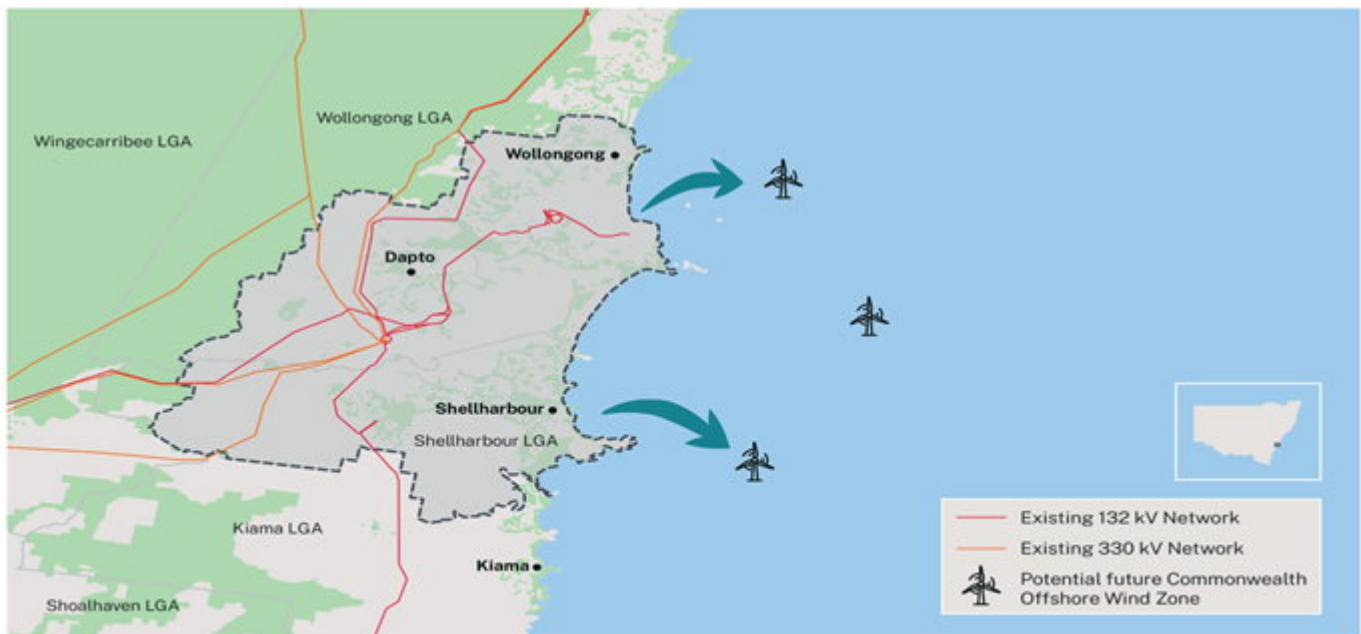 Wollongong LGA
Wingecarribee LGA
Wollongong
Dapto
Shellharbour
Shellharbour LGA
Kiama LGA
Kiama
Shoalhaven LGA
Existing 132 kV Network
Existing 330 kV Network
Potential future Commonwealth
Offshore Wind Zone